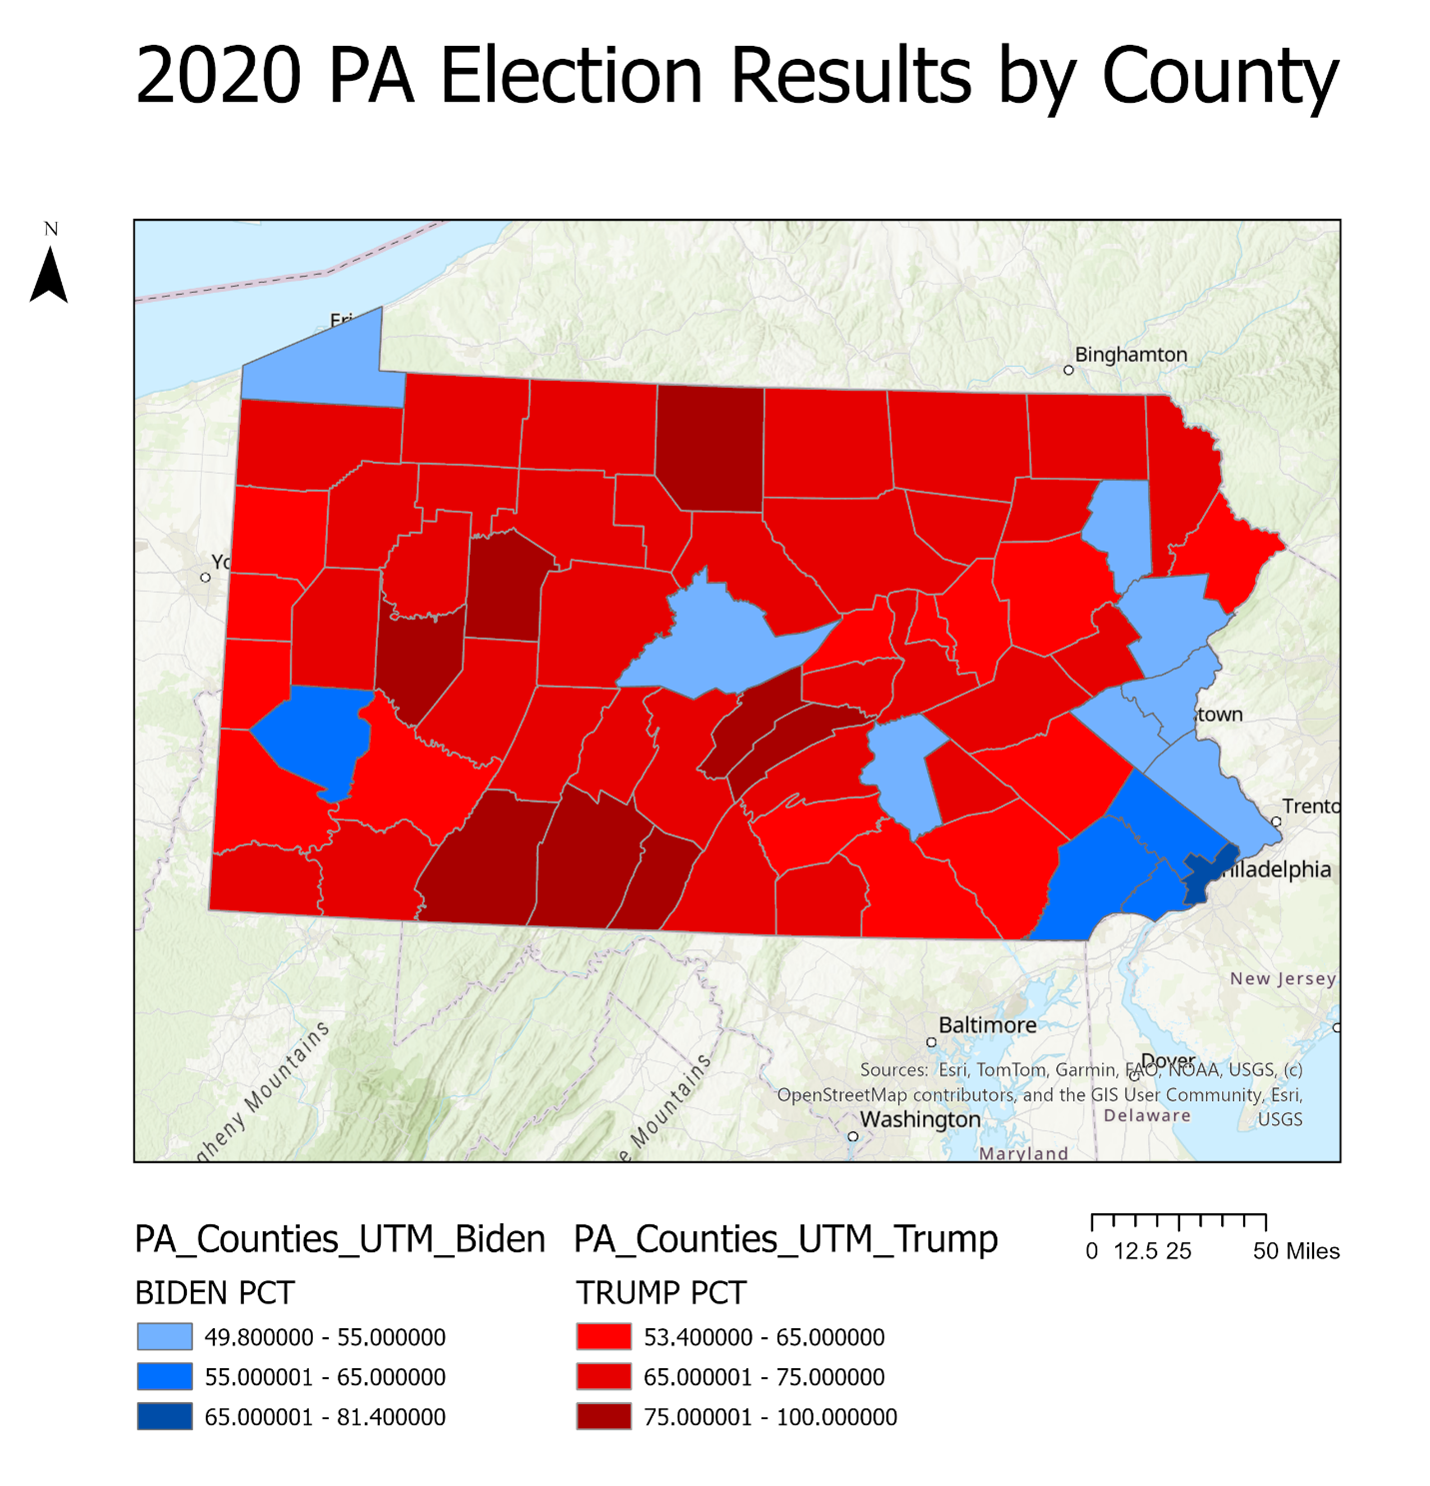 2020 PA Election Results by County
N
Eri
Binghamton
Yo
town
Trento
hiladelphia
New Jersey
Baltimore
Dover
Sources: Esri, TomTom, Garmin, FAO, NOAA, USGS, (c)
OpenStreetMap contributors, and the GIS User Community, Esri,
USGS
Washington
Delaware
Maryland
gheny Mountains
e Mountains
PA_Counties_UTM_Biden
BIDEN PCT
49.800000 - 55.000000
55.000001 - 65.000000
65.000001 - 81.400000
PA_Counties_UTM_Trump
TRUMP PCT
53.400000 - 65.000000
65.000001 - 75.000000
75.000001 - 100.000000
0 12.5 25 50 Miles